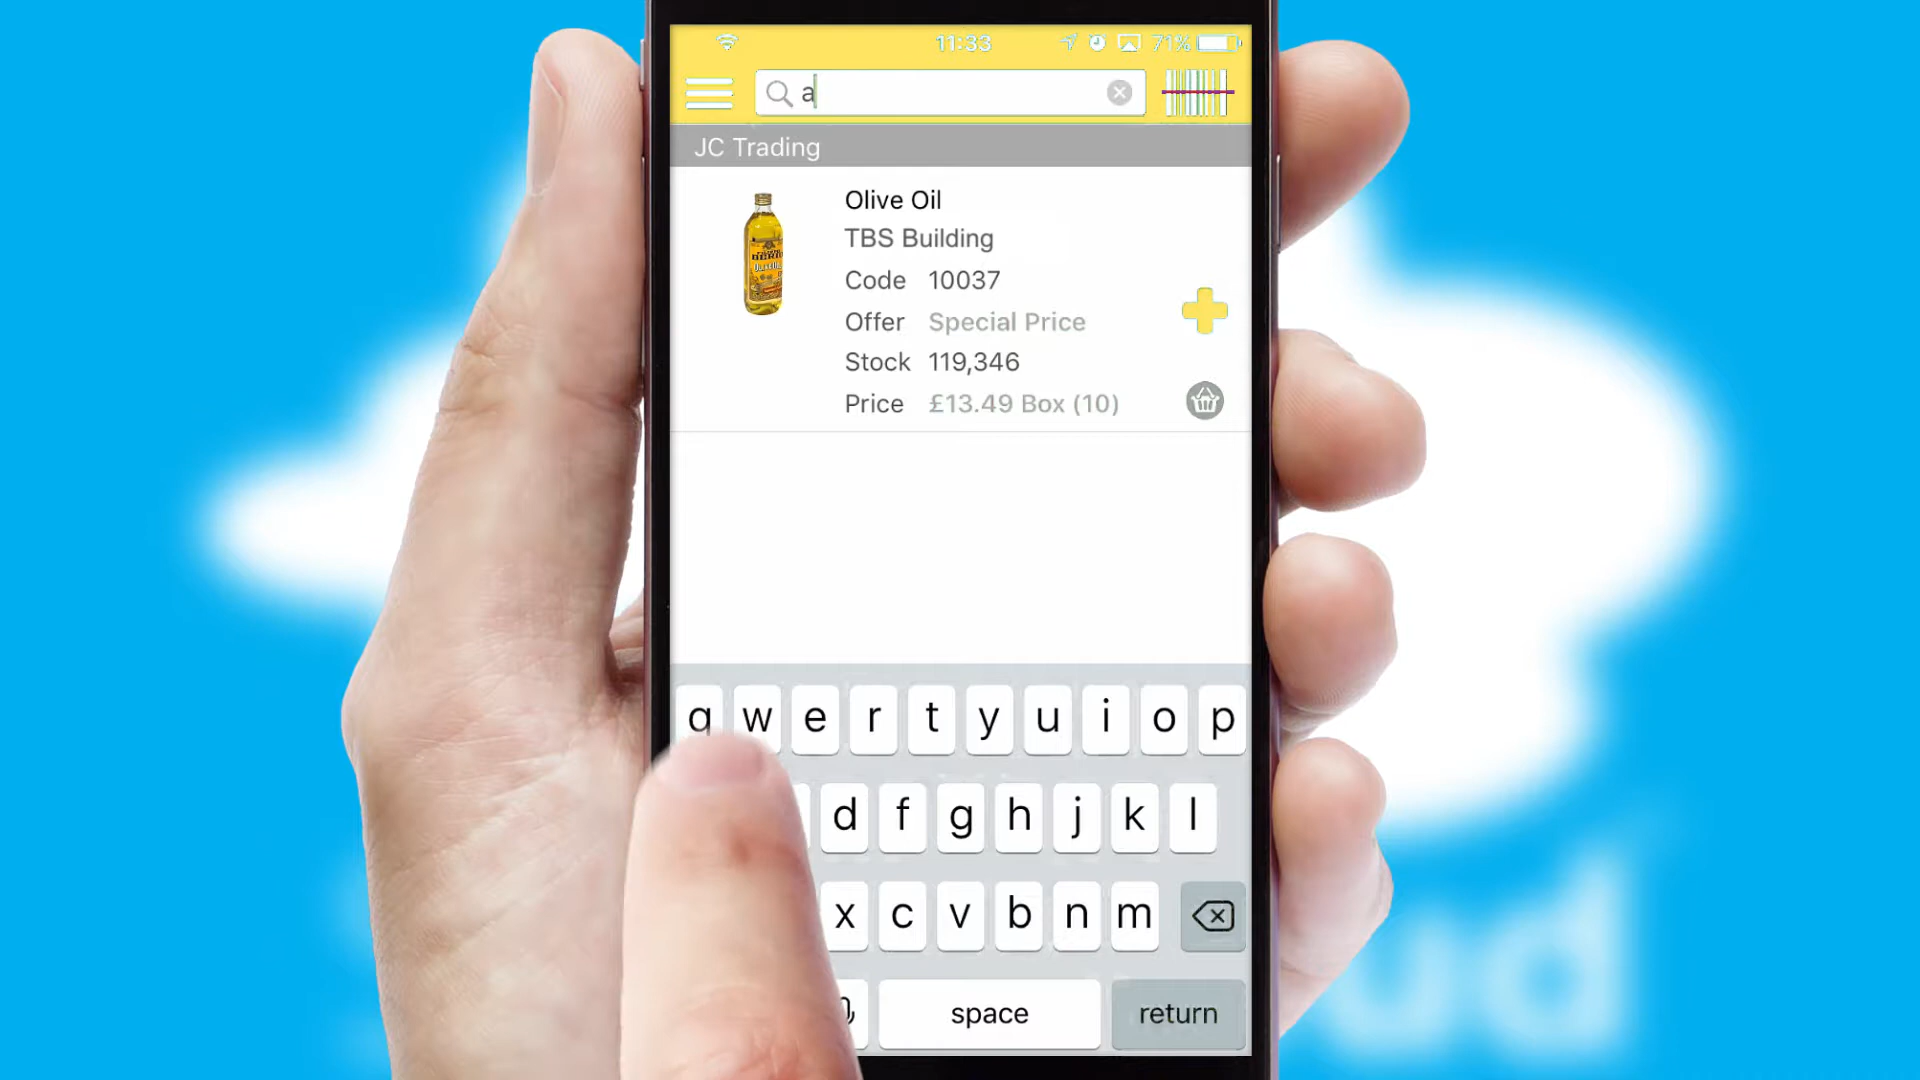 11:33
71%
a
JC Trading
Olive Oil
TBS Building
Code 10037
Offer Special Price
Stock 119,346
Price £13.49 Box (10)
q w e r t y u i o p
d f g h j k l
x c v b n m
space return
ud